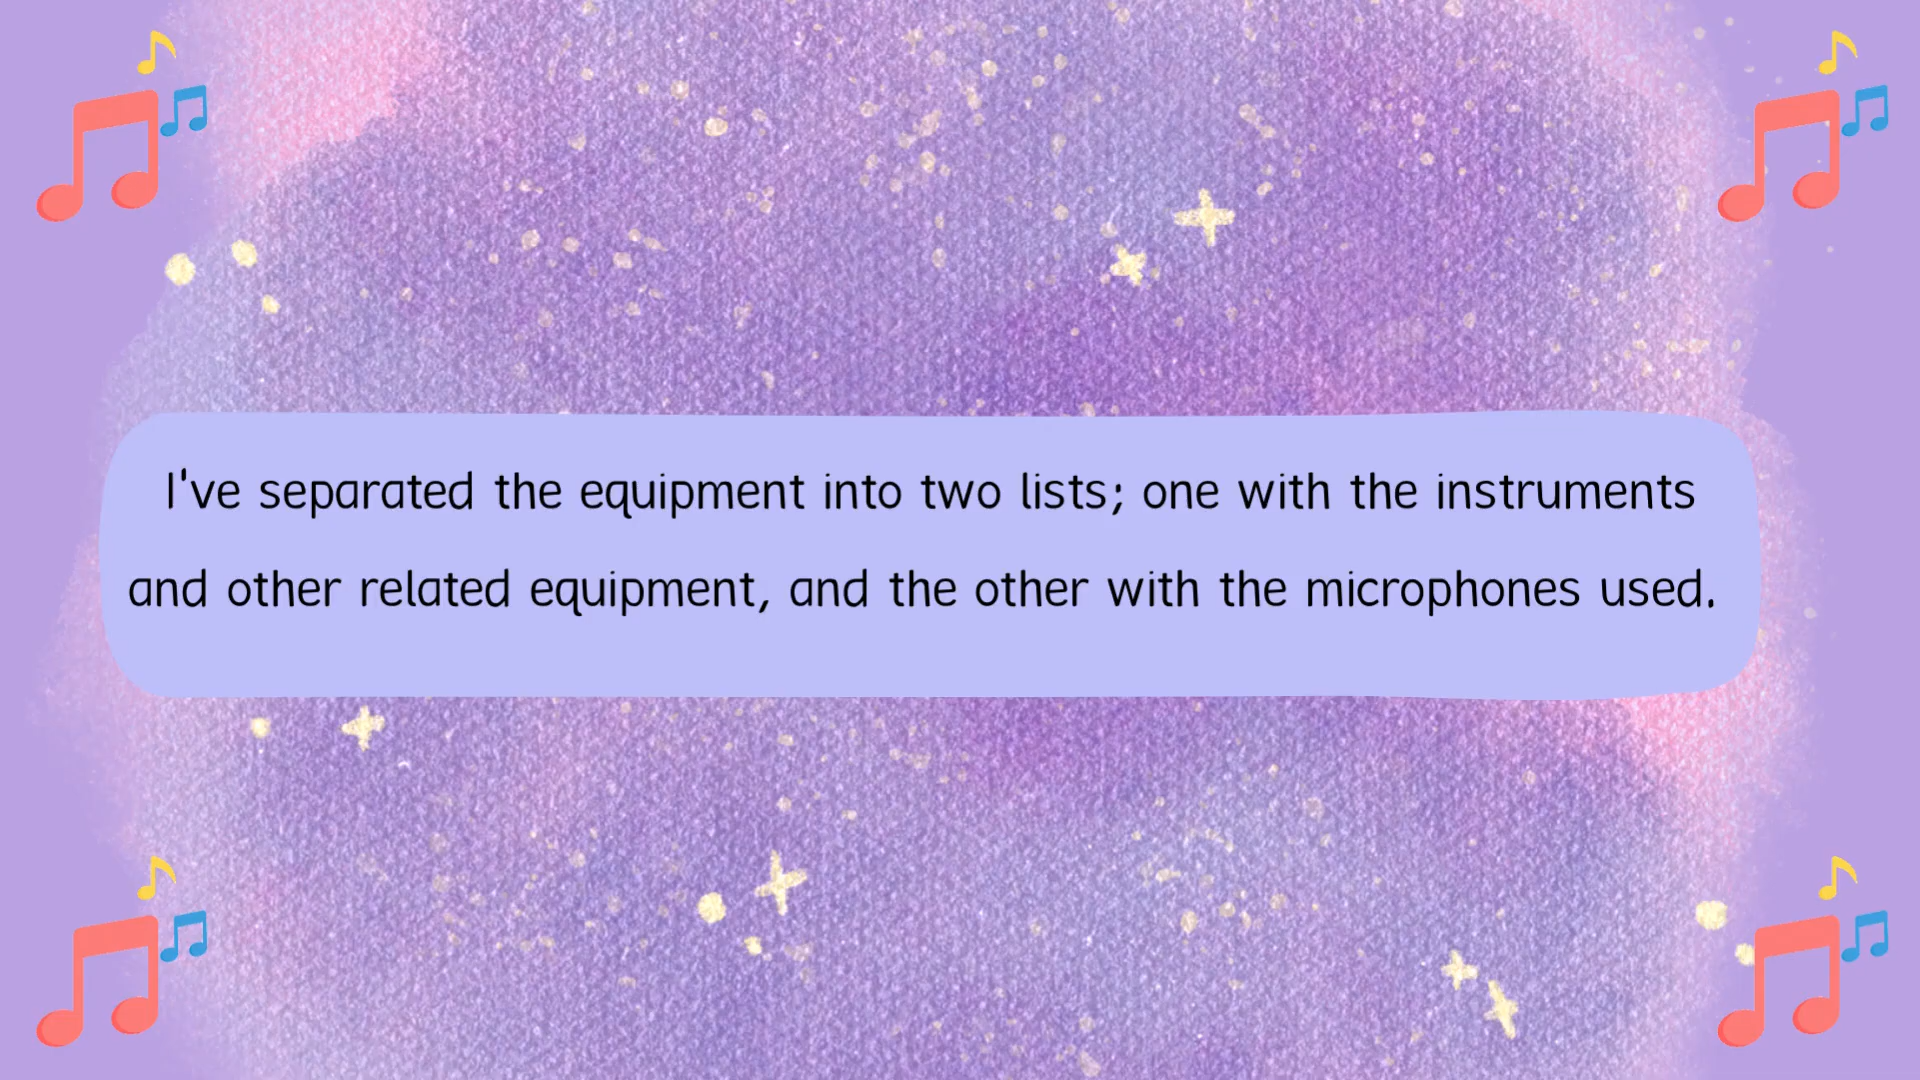 I've separated the equipment into two lists; one with the instruments
and other related equipment, and the other with the microphones used.